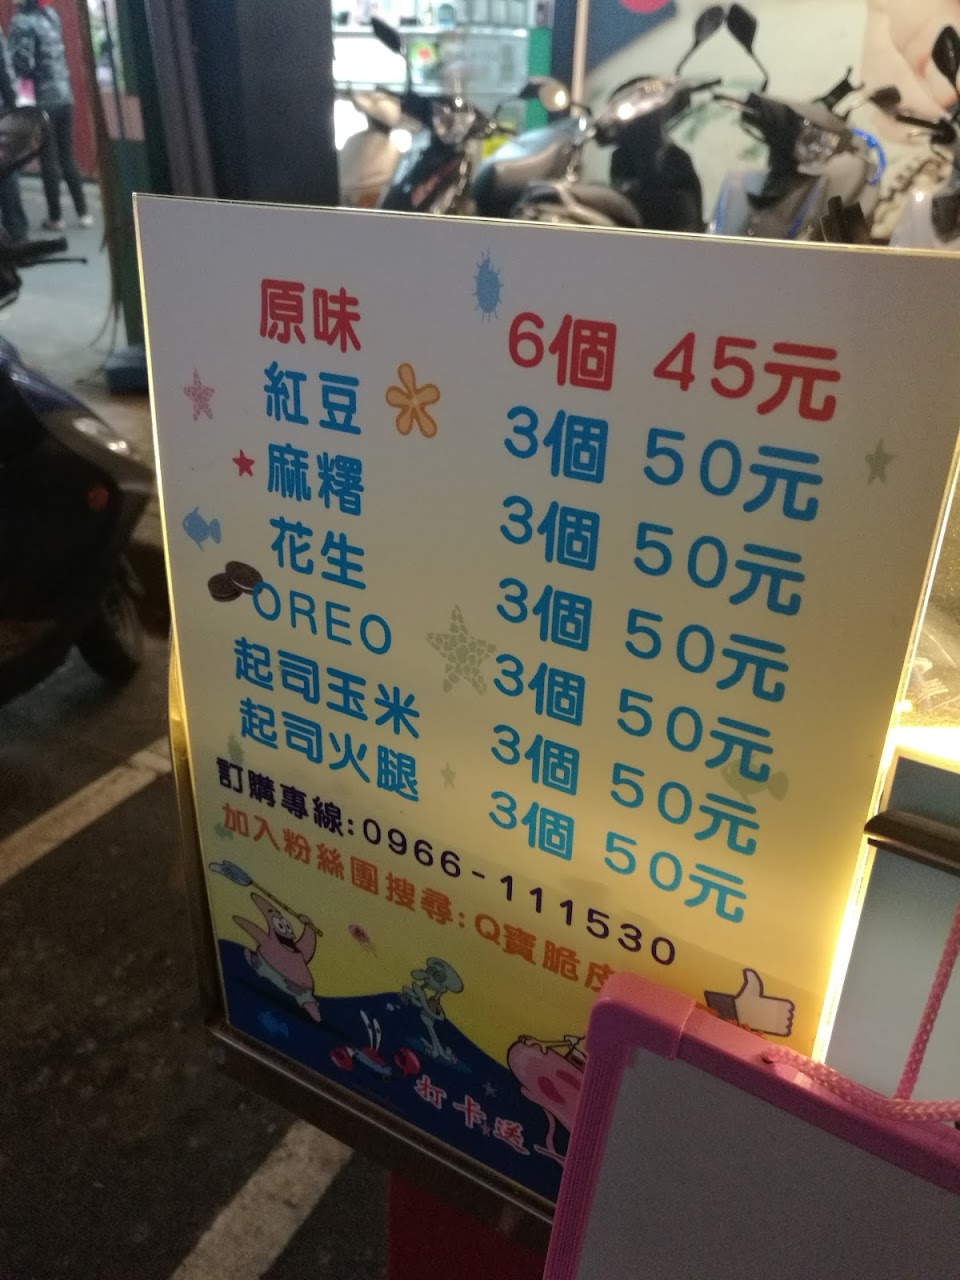 原味 6個 45元
紅豆 3個 50元
麻糬 3個 50元
花生 3個 50元
OREO 3個 50元
起司玉米 3個 50元
起司火腿 3個 50元
訂購專線:0966-111530
加入粉絲團搜尋:Q寶脆皮
打卡送一